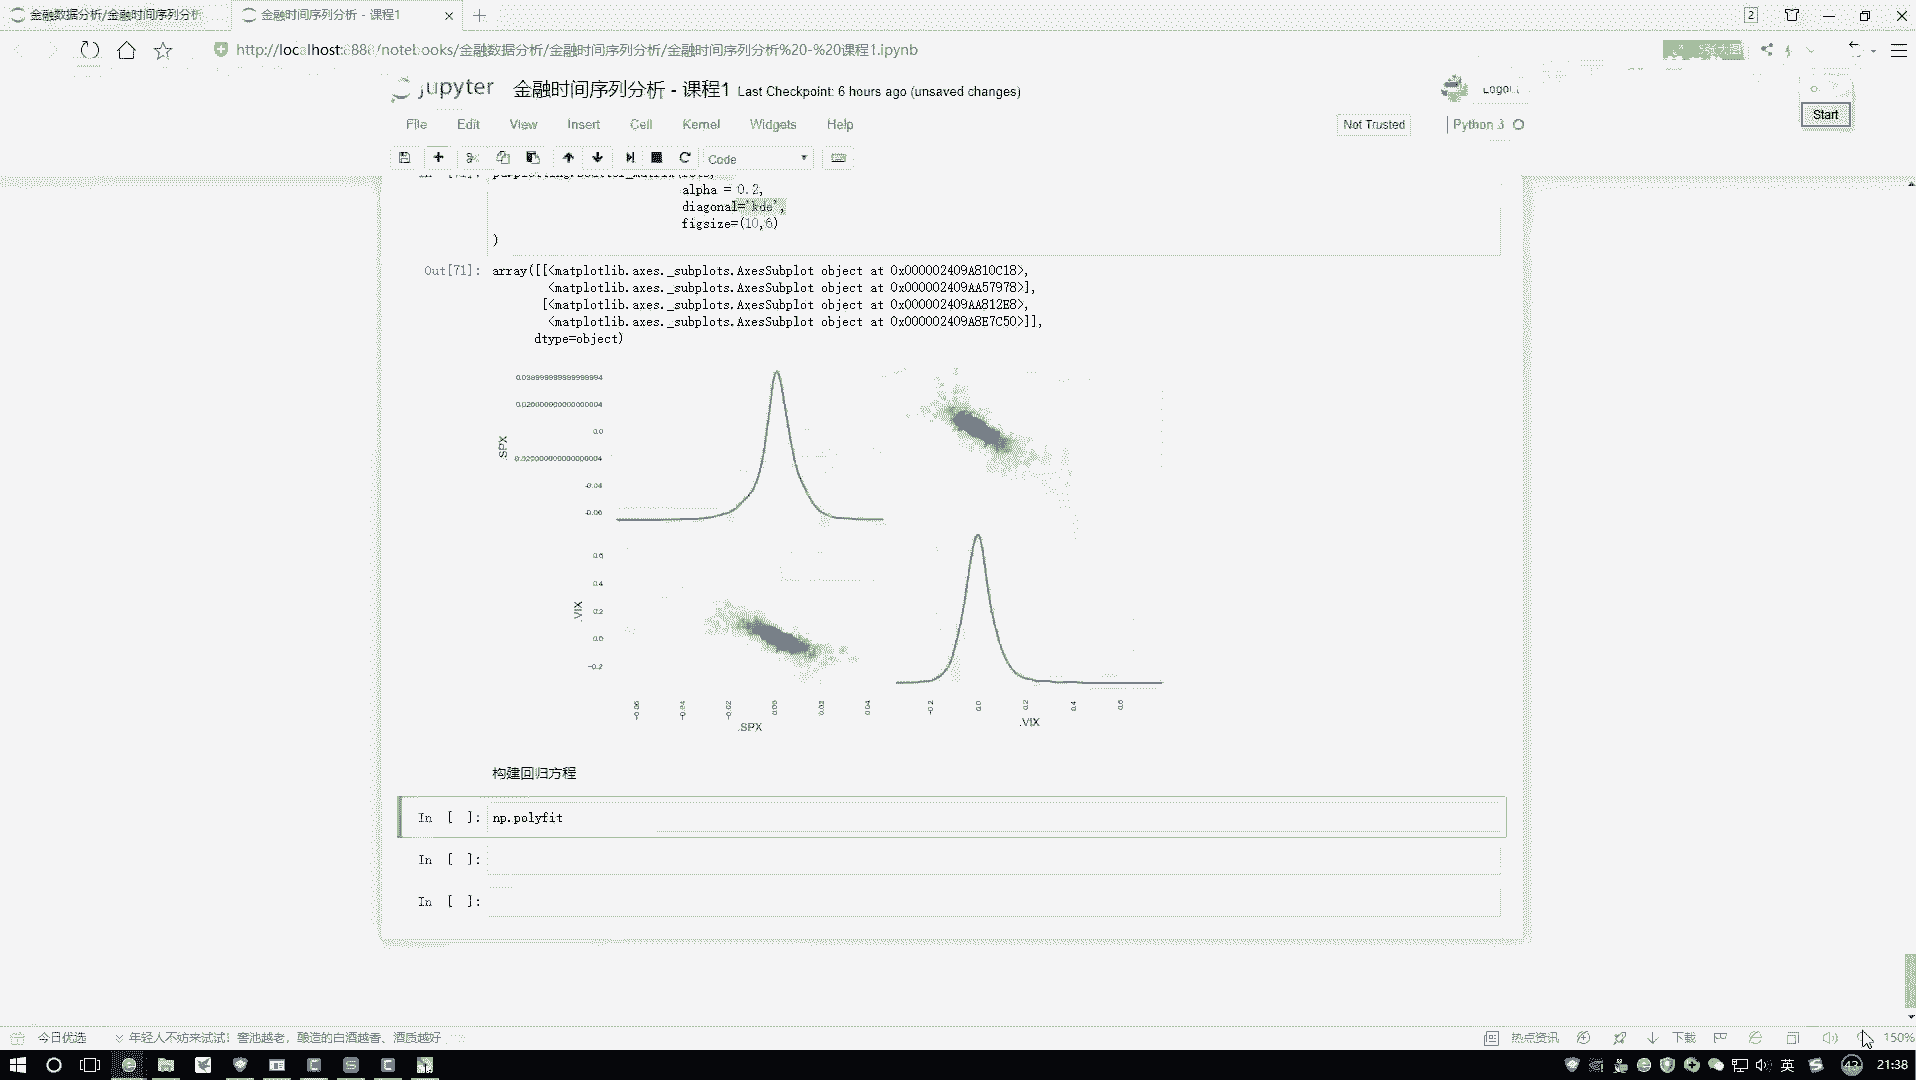 金融数据分析/金融时间序列分析
金融时间序列分析 - 课程1
2
http://localhost:888/notebooks/金融数据分析/金融时间序列分析/金融时间序列分析%20-%20课程1.ipynb
jupyter 金融时间序列分析 - 课程1 Last Checkpoint: 6 hours ago (unsaved changes)
Logout
Start
File Edit View Insert Cell Kernel Widgets Help
Not Trusted
Python 3
Code
alpha = 0.2,
diagonal='kde',
figsize=(10,6)
)
Out[71]: array([[<matplotlib.axes._subplots.AxesSubplot object at 0x000002409A810C18>,
<matplotlib.axes._subplots.AxesSubplot object at 0x000002409AA57978>],
[<matplotlib.axes._subplots.AxesSubplot object at 0x000002409AA812E8>,
<matplotlib.axes._subplots.AxesSubplot object at 0x000002409A8E7C50>]],
dtype=object)
.SPX
0.0
-0.04
-0.06
.VIX
0.6
0.4
0.2
0.0
-0.2
-0.06 -0.04 -0.02 0.00 0.02 0.04
-0.2 0.0 0.2 0.4 0.6
.SPX
.VIX
构建回归方程
In [ ]: np.polyfit
In [ ]:
In [ ]:
今日优选
年轻人不妨来试试！窖池越老，酿造的白酒越香、酒质越好
热点资讯
下载
150%
英
43
21:38